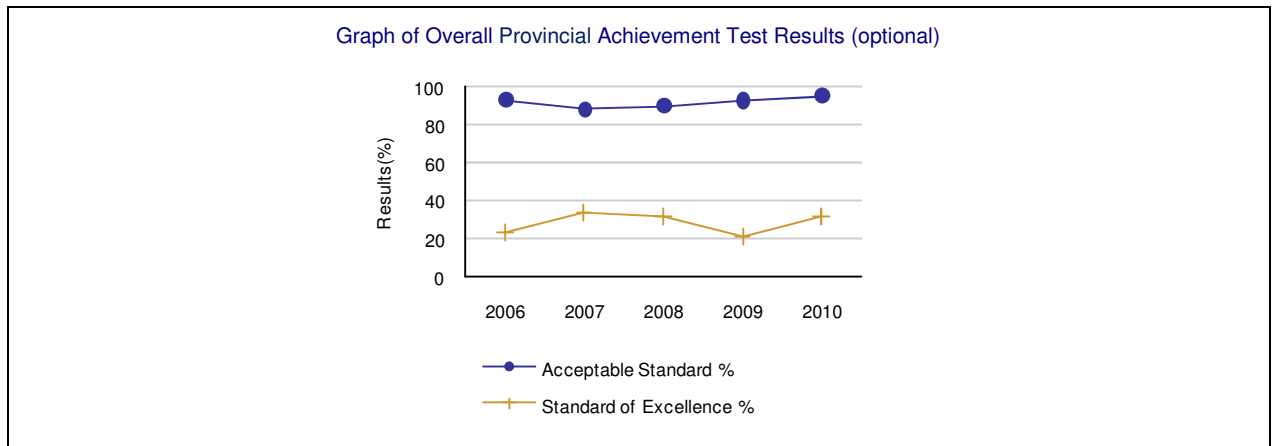 Graph of Overall Provincial Achievement Test Results (optional)
100
80
60
40
20
0
Results(%)
2006 2007 2008 2009 2010
Acceptable Standard %
Standard of Excellence %